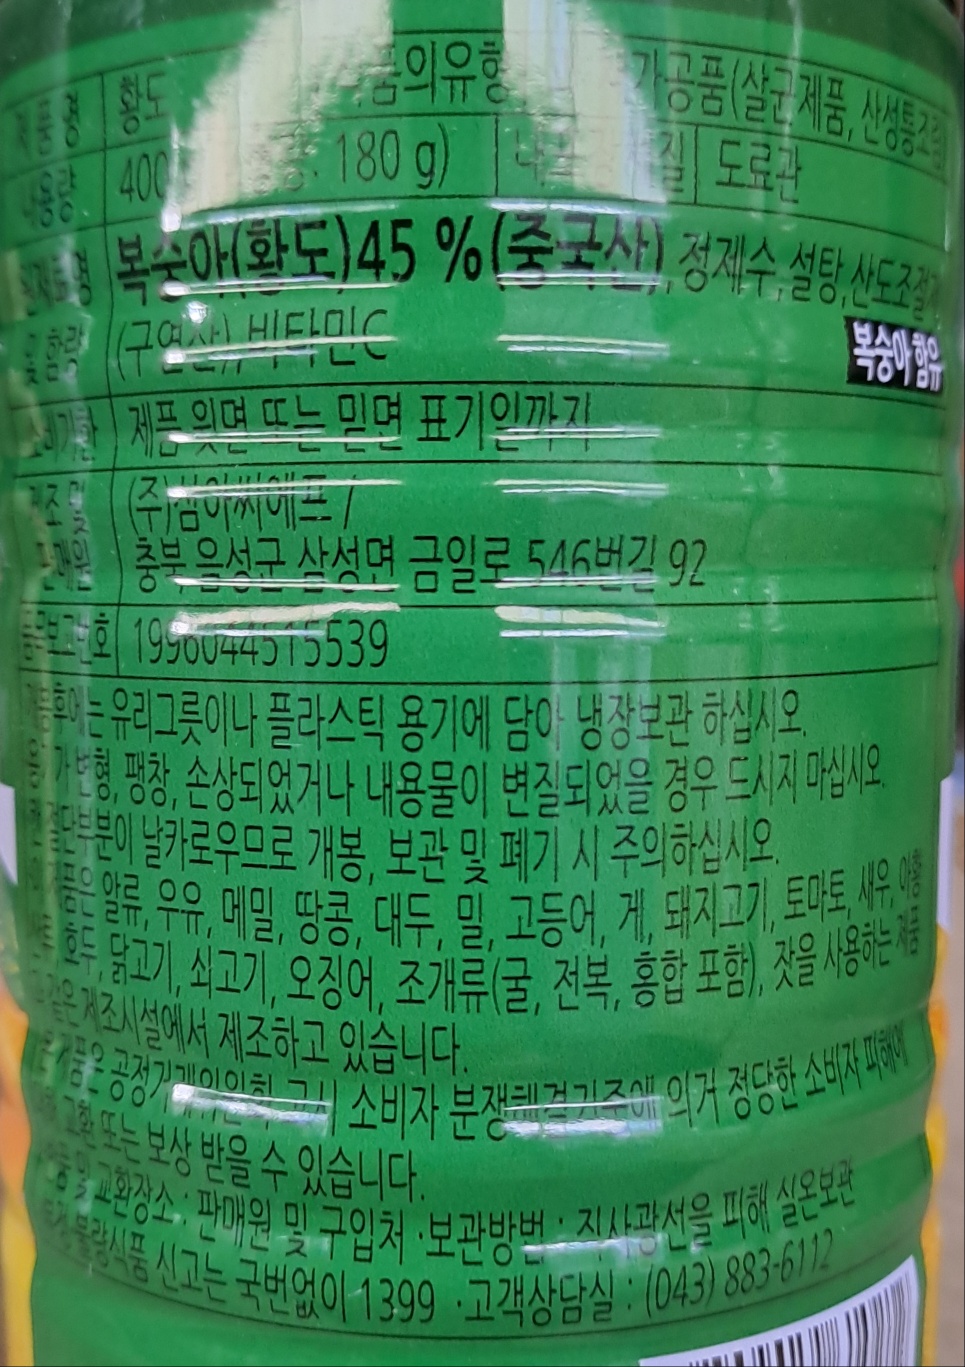 제품명 황도 가공품(살균제품, 산성통조림)
내용량 400 180 g) 도료관
복숭아(황도)45 %(중국산), 정제수, 설탕, 산도조절제
(구연산), 비타민C 복숭아 함유
제품 윗면 또는 밑면 표기일까지
(주)삼아씨에프 /
판매원 충북 음성군 삼성면 금일로 546번길 92
1996044515539
유리그릇이나 플라스틱 용기에 담아 냉장보관 하십시오.
변형, 팽창, 손상되었거나 내용물이 변질되었을 경우 드시지 마십시오.
절단부분이 날카로우므로 개봉, 보관 및 폐기 시 주의하십시오.
알류, 우유, 메밀, 땅콩, 대두, 밀, 고등어, 게, 돼지고기, 토마토, 새우, 아황
닭고기, 쇠고기, 오징어, 조개류(굴, 전복, 홍합 포함), 잣을 사용하는 제품
같은 제조시설에서 제조하고 있습니다.
공정거래위원회 고시 소비자 분쟁해결기준에 의거 정당한 소비자 피해에
교환 또는 보상 받을 수 있습니다.
및 교환장소 : 판매원 및 구입처 ·보관방법 : 직사광선을 피해 실온보관
불량식품 신고는 국번없이 1399 ·고객상담실 : (043) 883-6112